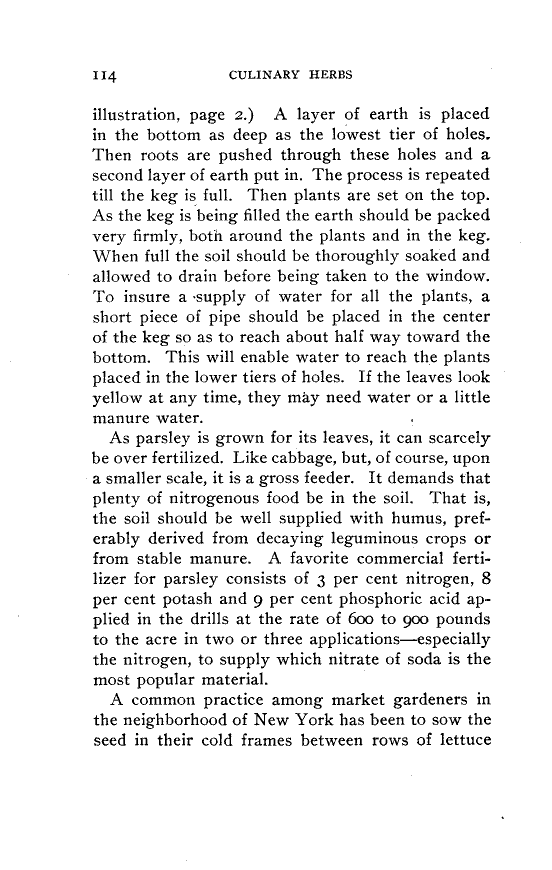 114 CULINARY HERBS
illustration, page 2.) A layer of earth is placed
in the bottom as deep as the lowest tier of holes.
Then roots are pushed through these holes and a
second layer of earth put in. The process is repeated
till the keg is full. Then plants are set on the top.
As the keg is being filled the earth should be packed
very firmly, both around the plants and in the keg.
When full the soil should be thoroughly soaked and
allowed to drain before being taken to the window.
To insure a supply of water for all the plants, a
short piece of pipe should be placed in the center
of the keg so as to reach about half way toward the
bottom. This will enable water to reach the plants
placed in the lower tiers of holes. If the leaves look
yellow at any time, they may need water or a little
manure water.
As parsley is grown for its leaves, it can scarcely
be over fertilized. Like cabbage, but, of course, upon
a smaller scale, it is a gross feeder. It demands that
plenty of nitrogenous food be in the soil. That is,
the soil should be well supplied with humus, pref-
erably derived from decaying leguminous crops or
from stable manure. A favorite commercial ferti-
lizer for parsley consists of 3 per cent nitrogen, 8
per cent potash and 9 per cent phosphoric acid ap-
plied in the drills at the rate of 600 to 900 pounds
to the acre in two or three applications—especially
the nitrogen, to supply which nitrate of soda is the
most popular material.
A common practice among market gardeners in
the neighborhood of New York has been to sow the
seed in their cold frames between rows of lettuce